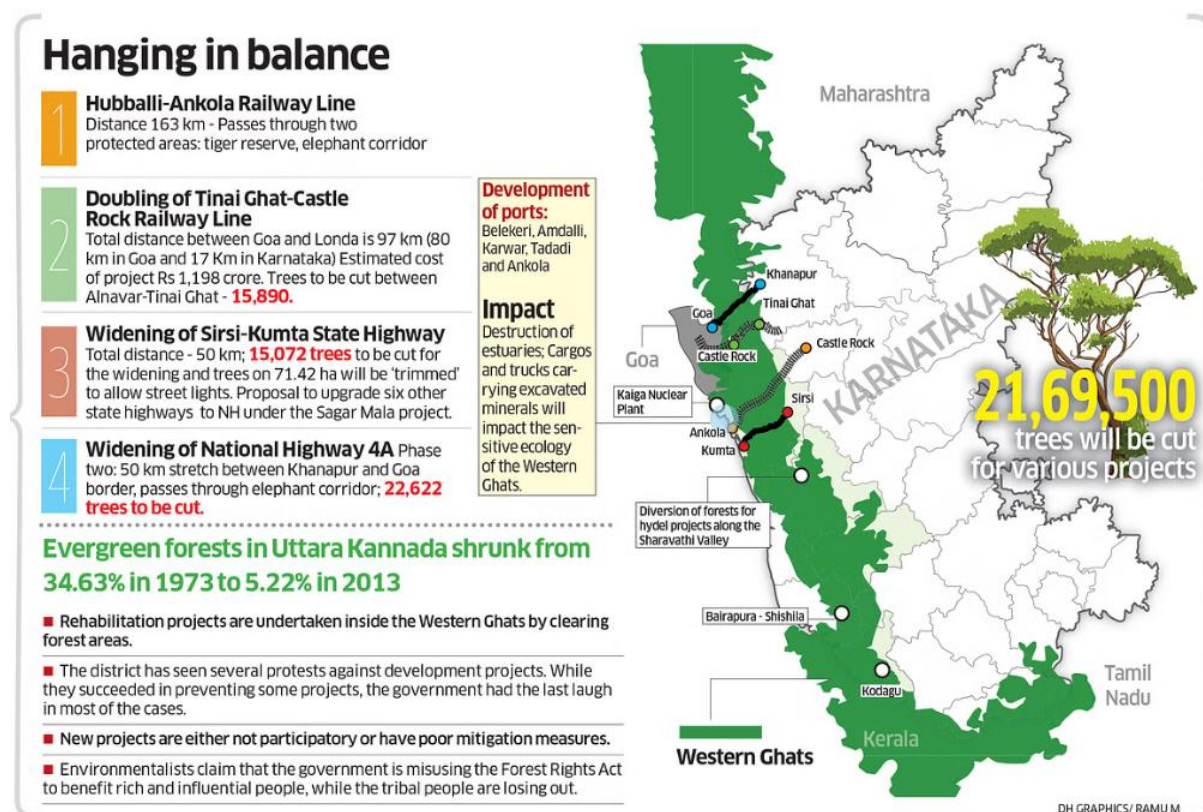 Hanging in balance
1
Hubballi-Ankola Railway Line
Distance 163 km - Passes through two
protected areas: tiger reserve, elephant corridor
2
Doubling of Tinai Ghat-Castle
Rock Railway Line
Total distance between Goa and Londa is 97 km (80
km in Goa and 17 Km in Karnataka) Estimated cost
of project Rs 1,198 crore. Trees to be cut between
Alnavar-Tinai Ghat - 15,890.
3
Widening of Sirsi-Kumta State Highway
Total distance - 50 km; 15,072 trees to be cut for
the widening and trees on 71.42 ha will be 'trimmed'
to allow street lights. Proposal to upgrade six other
state highways to NH under the Sagar Mala project.
4
Widening of National Highway 4A Phase
two: 50 km stretch between Khanapur and Goa
border, passes through elephant corridor; 22,622
trees to be cut.
Development
of ports:
Belekeri, Amdalli,
Karwar, Tadadi
and Ankola
Impact
Destruction of
estuaries; Cargos
and trucks car-
rying excavated
minerals will
impact the sen-
sitive ecology
of the Western
Ghats.
Evergreen forests in Uttara Kannada shrunk from
34.63% in 1973 to 5.22% in 2013
Rehabilitation projects are undertaken inside the Western Ghats by clearing
forest areas.
The district has seen several protests against development projects. While
they succeeded in preventing some projects, the government had the last laugh
in most of the cases.
New projects are either not participatory or have poor mitigation measures.
Environmentalists claim that the government is misusing the Forest Rights Act
to benefit rich and influential people, while the tribal people are losing out.
Maharashtra
Khanapur
Tinai Ghat
Goa
Goa
Castle Rock
Castle Rock
KARNATAKA
Kaiga Nuclear
Plant
Sirsi
Ankola
Kumta
21,69,500
trees will be cut
for various projects
Diversion of forests for
hydel projects along the
Sharavathi Valley
Bairapura - Shishila
Kodagu
Tamil
Nadu
Kerala
Western Ghats
DH GRAPHICS/ RAMU M